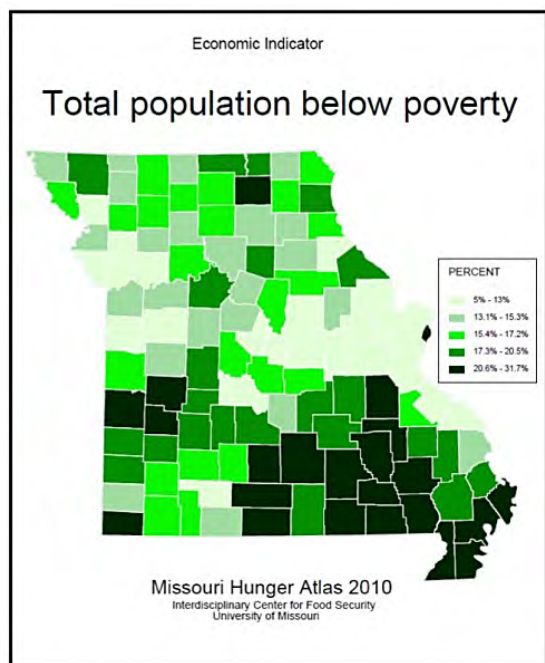 Economic Indicator
Total population below poverty
PERCENT
5% - 13%
13.1% - 15.3%
15.4% - 17.2%
17.3% - 20.5%
20.6% - 31.7%
Missouri Hunger Atlas 2010
Interdisciplinary Center for Food Security
University of Missouri